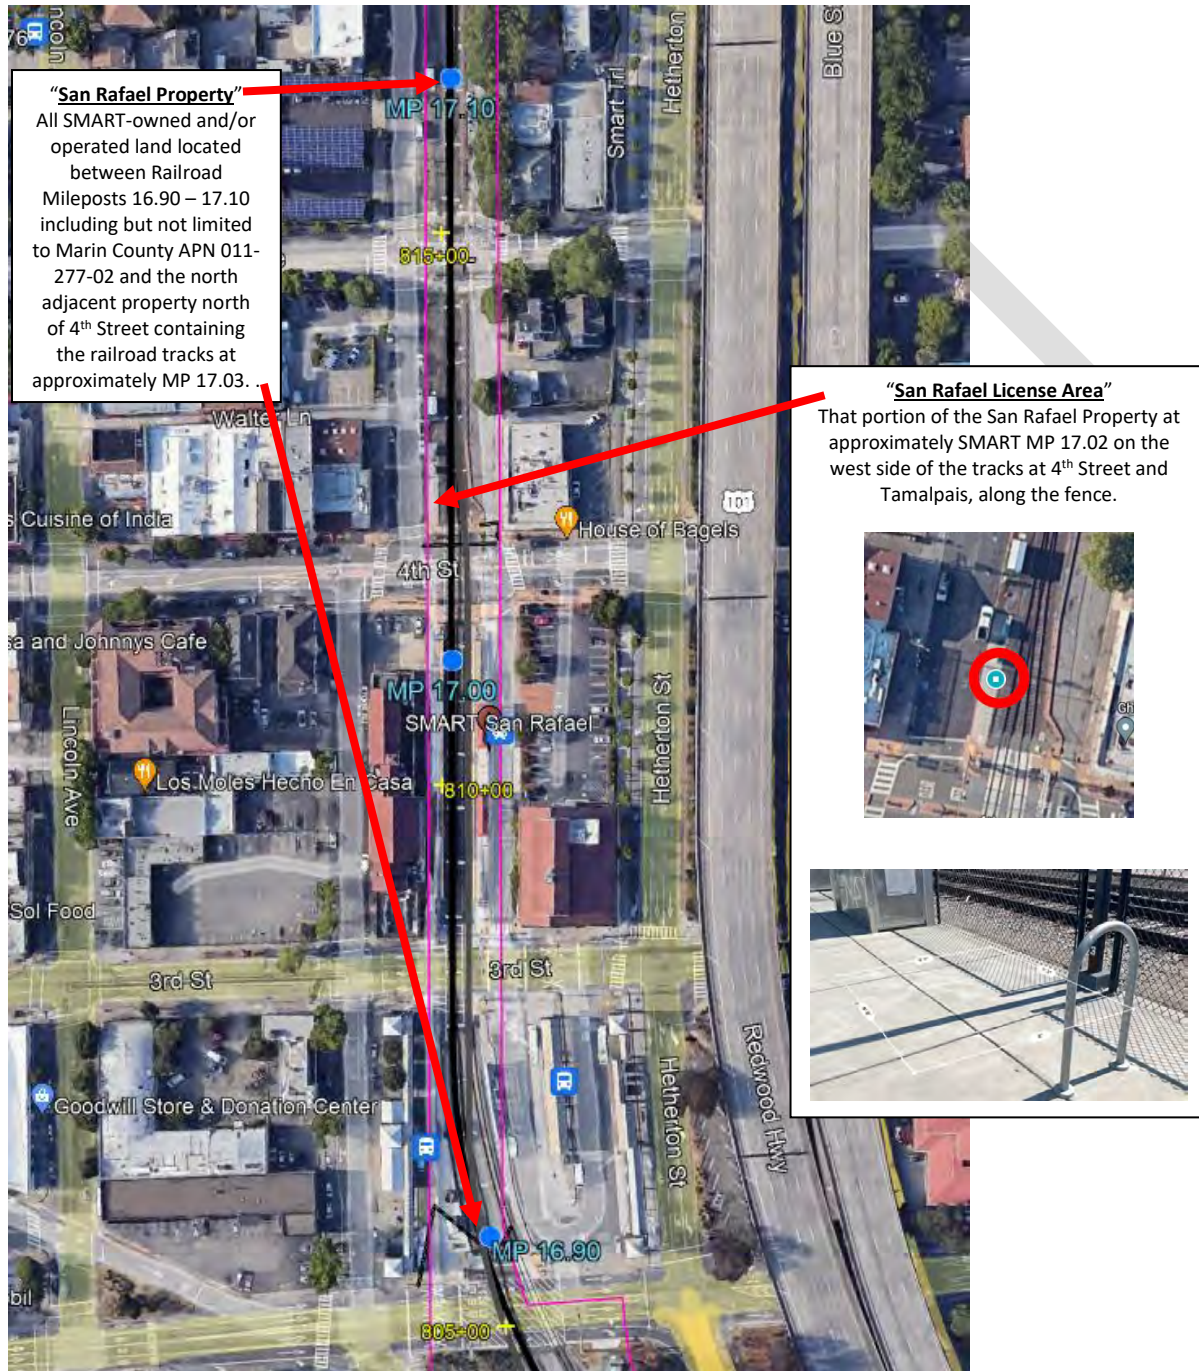 76
Lincoln
Blue S
Hetherton
Smart Trl
"San Rafael Property"
All SMART-owned and/or
operated land located
between Railroad
Mileposts 16.90 – 17.10
including but not limited
to Marin County APN 011-
277-02 and the north
adjacent property north
of 4th Street containing
the railroad tracks at
approximately MP 17.03. .
MP 17.10
815+00
"San Rafael License Area"
That portion of the San Rafael Property at
approximately SMART MP 17.02 on the
west side of the tracks at 4th Street and
Tamalpais, along the fence.
Walter Ln
101
s Cuisine of India
House of Bagels
4th St
sa and Johnnys Cafe
MP 17.00
SMART San Rafael
Hetherton St
Gh
Lincoln Ave
Los Moles Hecho En Casa
810+00
Sol Food
3rd St
3rd St
Redwood Hwy
Hetherton St
Goodwill Store & Donation Center
MP 16.90
bil
805+00